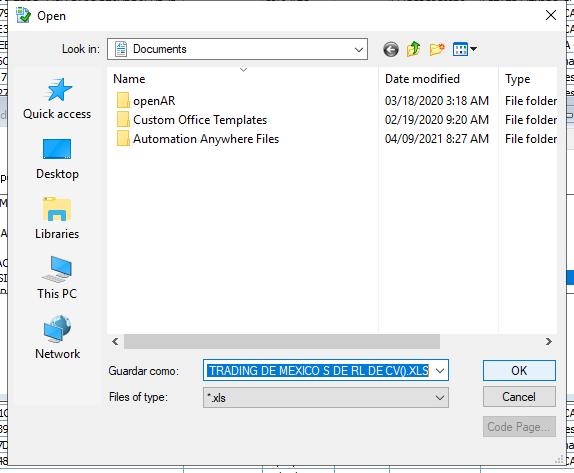 Open
Look in: Documents
Name Date modified Type
openAR 03/18/2020 3:18 AM File folder
Custom Office Templates 02/19/2020 9:20 AM File folder
Automation Anywhere Files 04/09/2021 8:27 AM File folder
Quick access
Desktop
Libraries
This PC
Network
Guardar como: TRADING DE MEXICO S DE RL DE CV().XLS OK
Files of type: *.xls Cancel
Code Page...